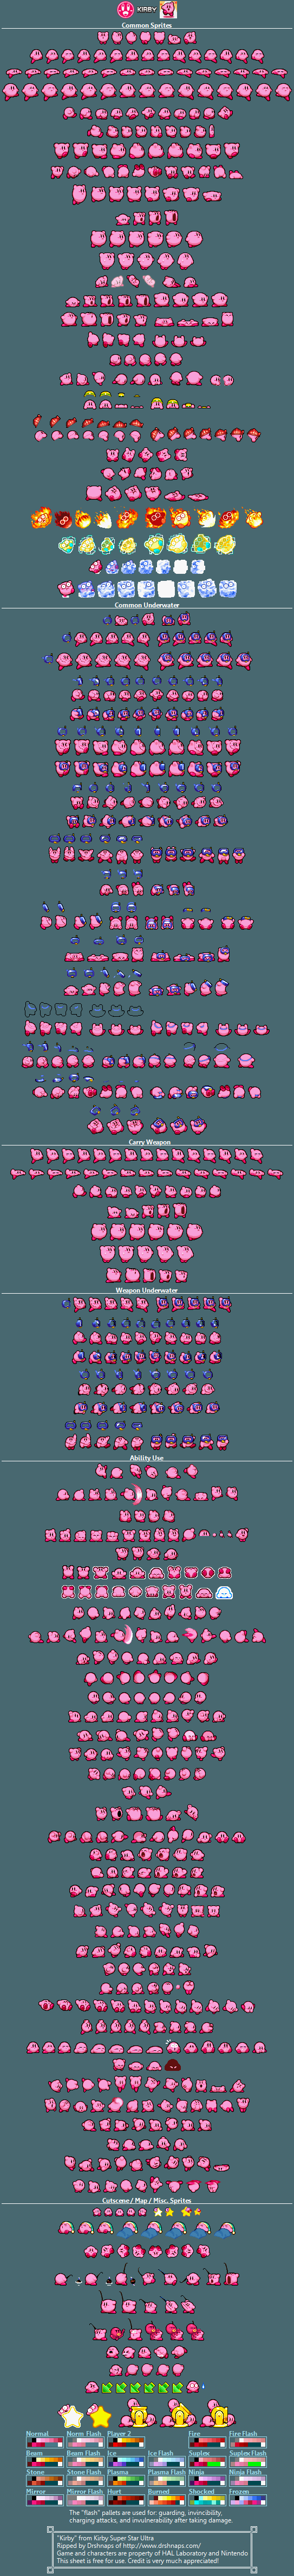 KIRBY
Common Sprites
Common Underwater
Carry Weapon
Weapon Underwater
Ability Use
Cutscene / Map / Misc. Sprites
Normal Norm Flash Player 2 Fire Fire Flash
Beam Beam Flash Ice Ice Flash Suplex Suplex Flash
Stone Stone Flash Plasma Plasma Flash Ninja Ninja Flash
Mirror Mirror Flash Hurt Burned Shocked Frozen
The "flash" pallets are used for: guarding, invincibility,
charging attacks, and invulnerability after taking damage.
"Kirby" from Kirby Super Star Ultra
Ripped by Drshnaps of http://www.drshnaps.com/
Game and characters are property of HAL Laboratory and Nintendo
This sheet is free for use. Credit is very much appreciated!